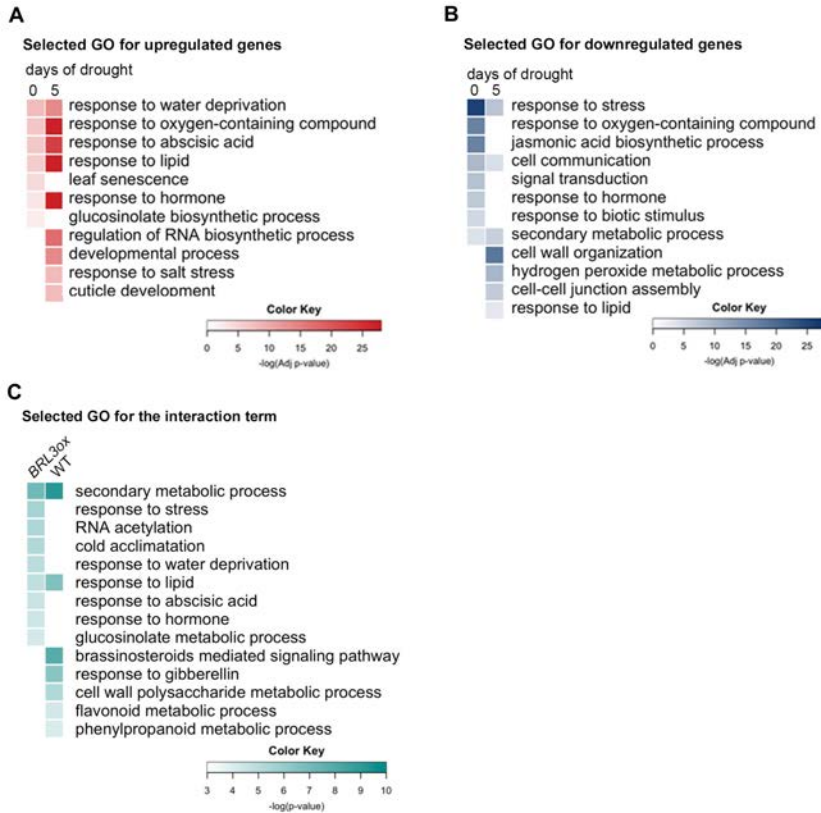 A
Selected GO for upregulated genes
days of drought
0 5
response to water deprivation
response to oxygen-containing compound
response to abscisic acid
response to lipid
leaf senescence
response to hormone
glucosinolate biosynthetic process
regulation of RNA biosynthetic process
developmental process
response to salt stress
cuticle development
Color Key
0 5 10 15 20 25
-log(Adj p-value)
B
Selected GO for downregulated genes
days of drought
0 5
response to stress
response to oxygen-containing compound
jasmonic acid biosynthetic process
cell communication
signal transduction
response to hormone
response to biotic stimulus
secondary metabolic process
cell wall organization
hydrogen peroxide metabolic process
cell-cell junction assembly
response to lipid
Color Key
0 5 10 15 20 25
-log(Adj p-value)
C
Selected GO for the interaction term
BRL3ox
WT
secondary metabolic process
response to stress
RNA acetylation
cold acclimatation
response to water deprivation
response to lipid
response to abscisic acid
response to hormone
glucosinolate metabolic process
brassinosteroids mediated signaling pathway
response to gibberellin
cell wall polysaccharide metabolic process
flavonoid metabolic process
phenylpropanoid metabolic process
Color Key
3 4 5 6 7 8 9 10
-log(p-value)